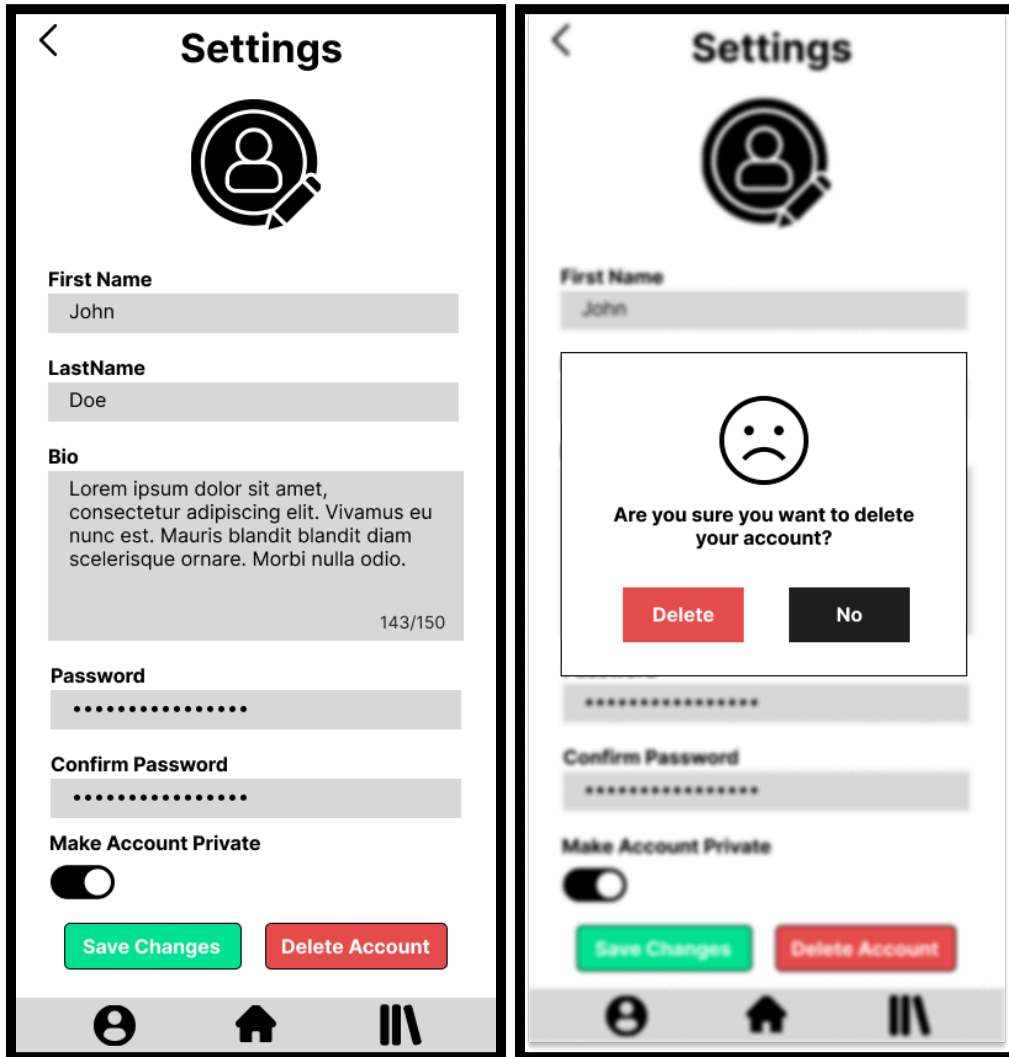 Settings
First Name
John
LastName
Doe
Bio
Lorem ipsum dolor sit amet,
consectetur adipiscing elit. Vivamus eu
nunc est. Mauris blandit blandit diam
scelerisque ornare. Morbi nulla odio.
143/150
Password
••••••••••••••••
Confirm Password
••••••••••••••••
Make Account Private
Save Changes
Delete Account
Settings
First Name
John
Are you sure you want to delete
your account?
Delete
No
Password
••••••••••••••••
Confirm Password
••••••••••••••••
Make Account Private
Save Changes
Delete Account